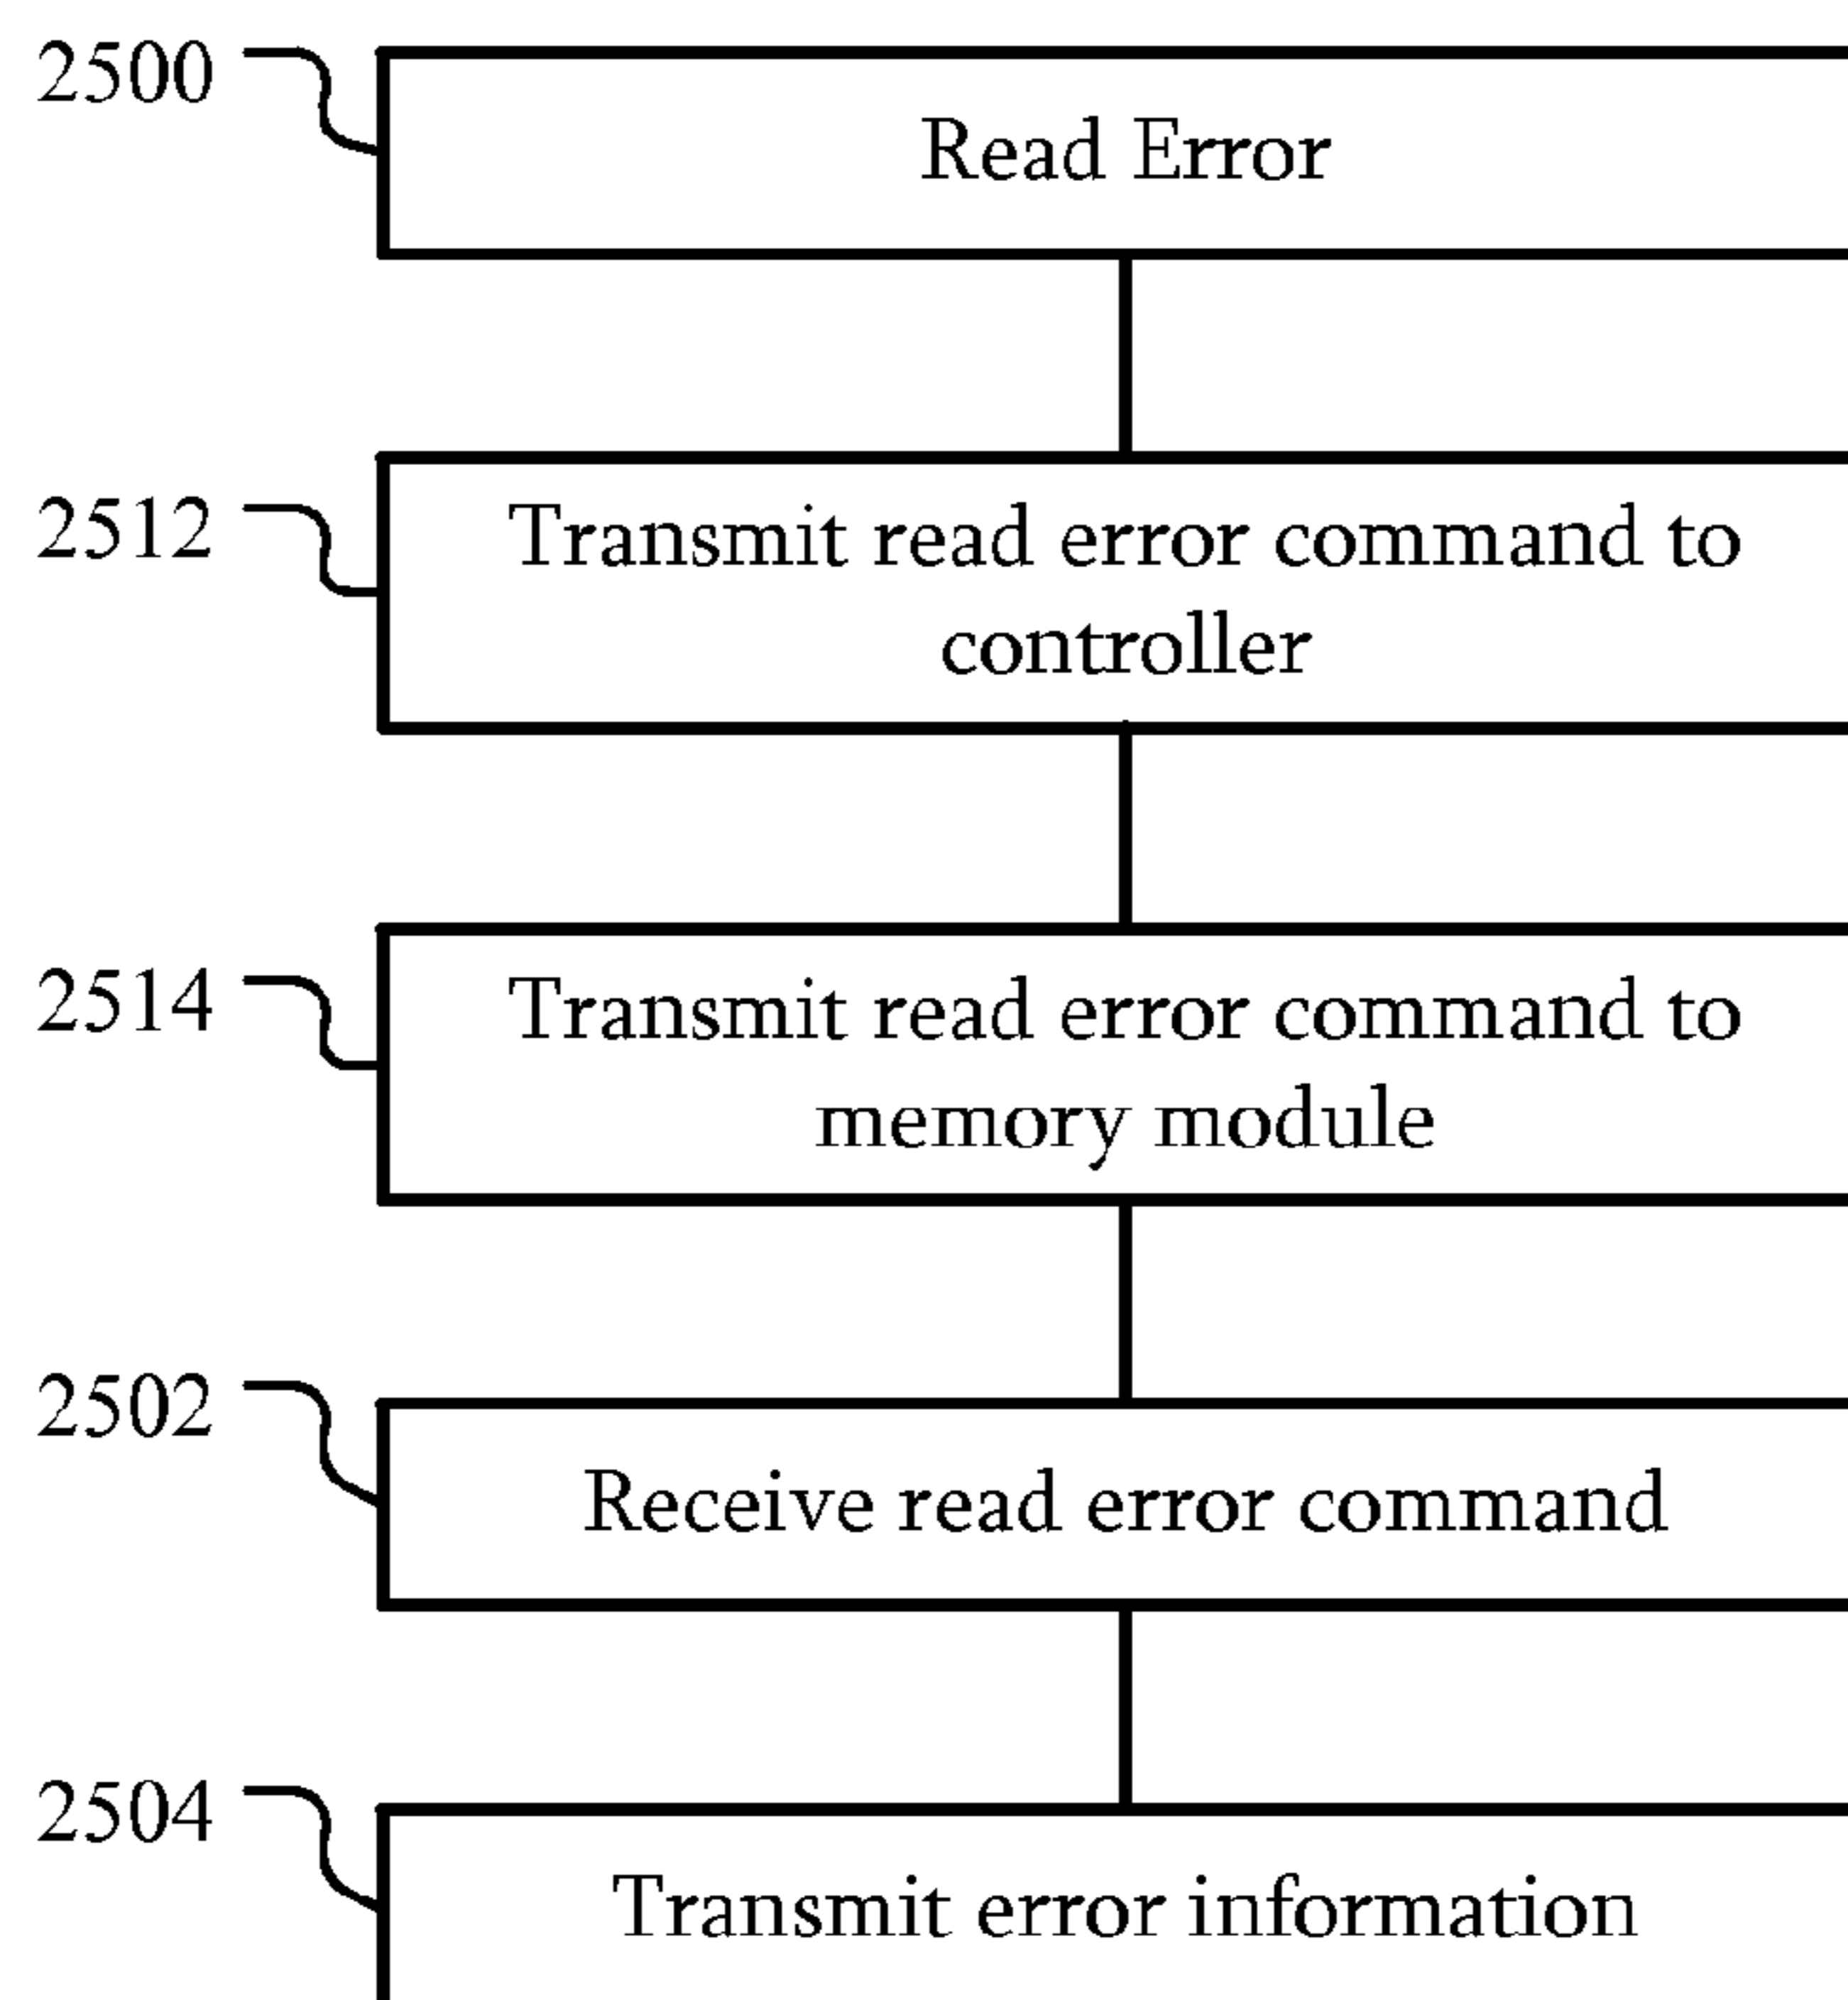 2500
Read Error
2512
Transmit read error command to
controller
2514
Transmit read error command to
memory module
2502
Receive read error command
2504
Transmit error information